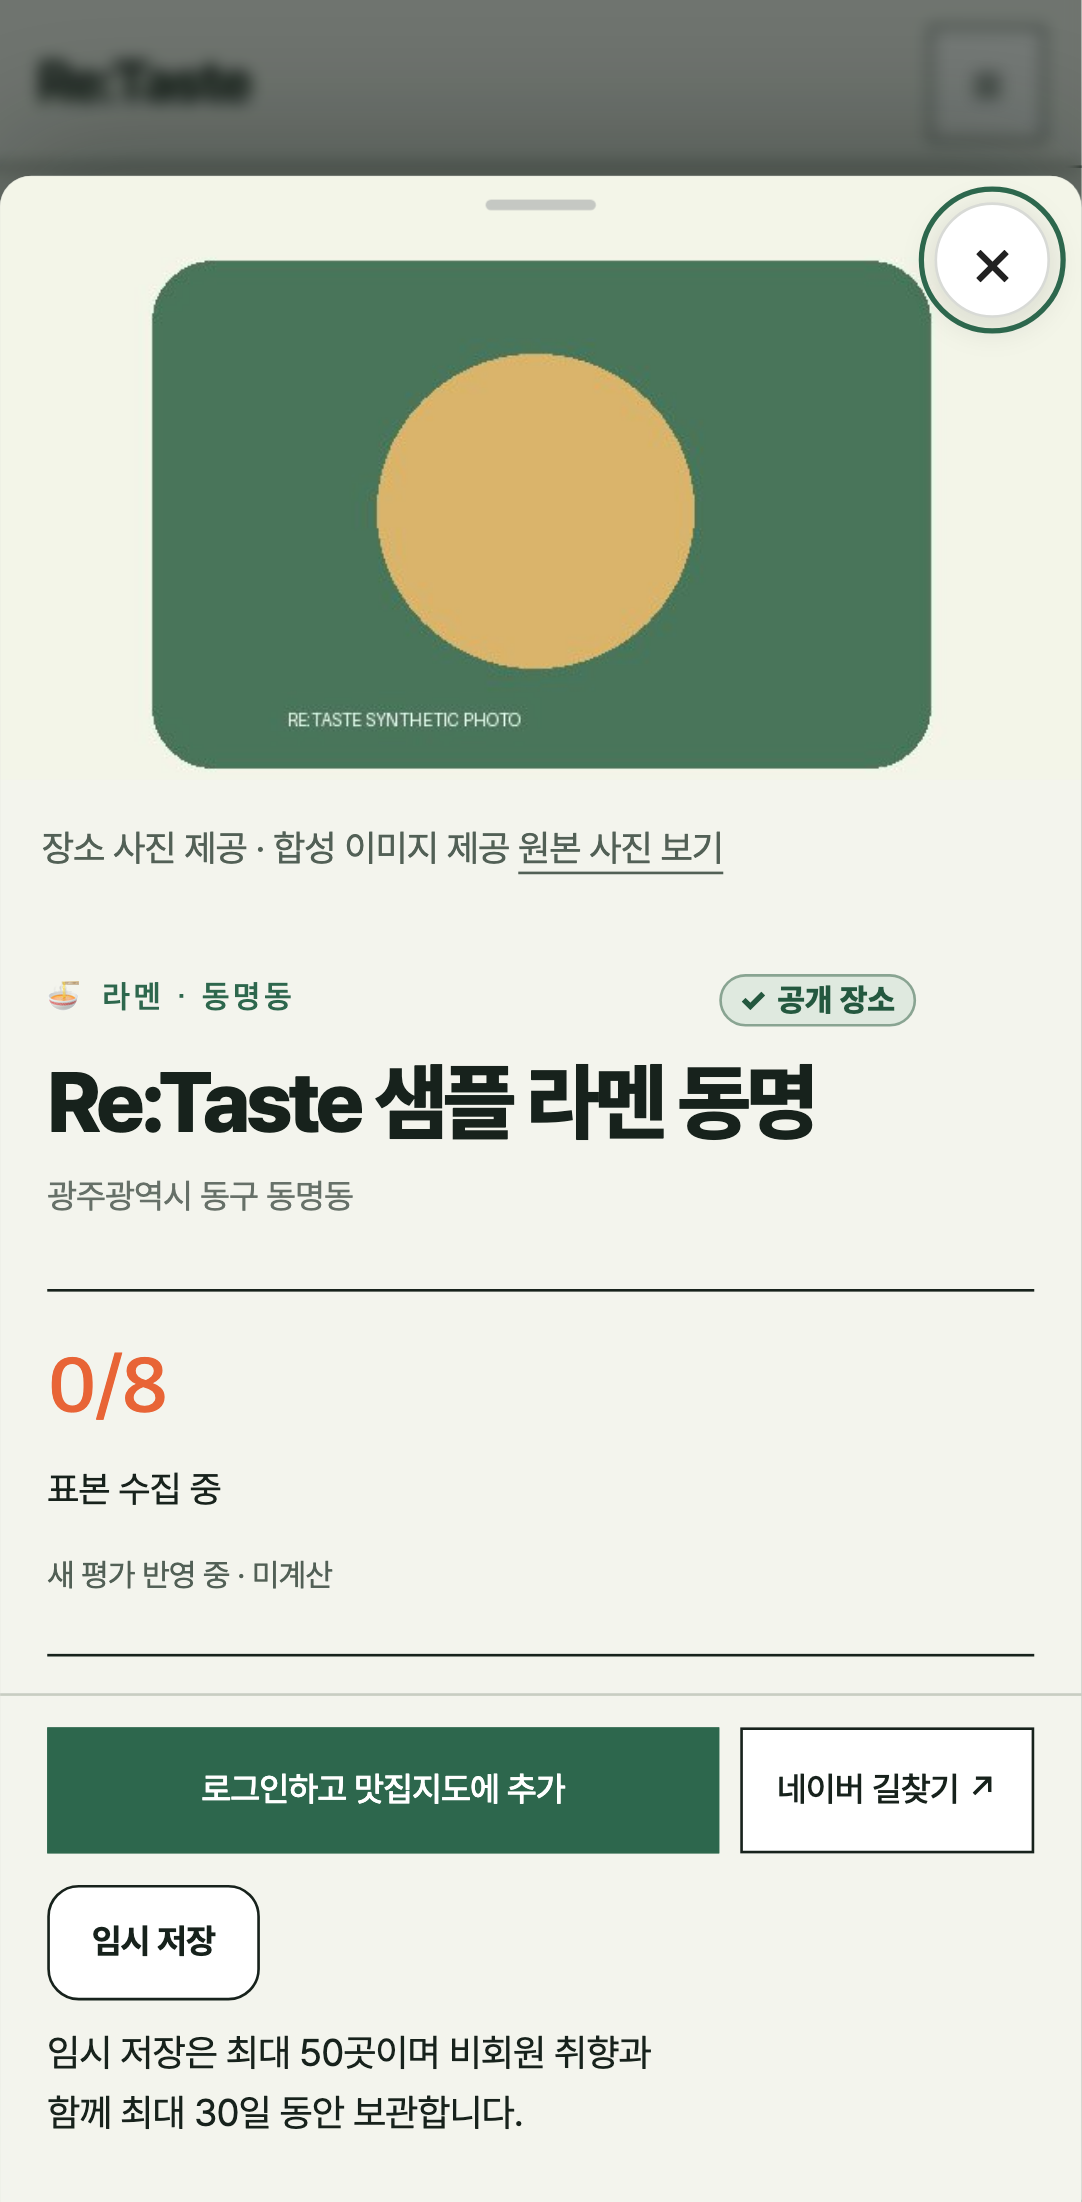 Re:Taste
×
RE:TASTE SYNTHETIC PHOTO
장소 사진 제공 · 합성 이미지 제공 원본 사진 보기
라멘 · 동명동
✓ 공개 장소
Re:Taste 샘플 라멘 동명
광주광역시 동구 동명동
0/8
표본 수집 중
새 평가 반영 중 · 미계산
로그인하고 맛집지도에 추가
네이버 길찾기 ↗
임시 저장
임시 저장은 최대 50곳이며 비회원 취향과
함께 최대 30일 동안 보관합니다.